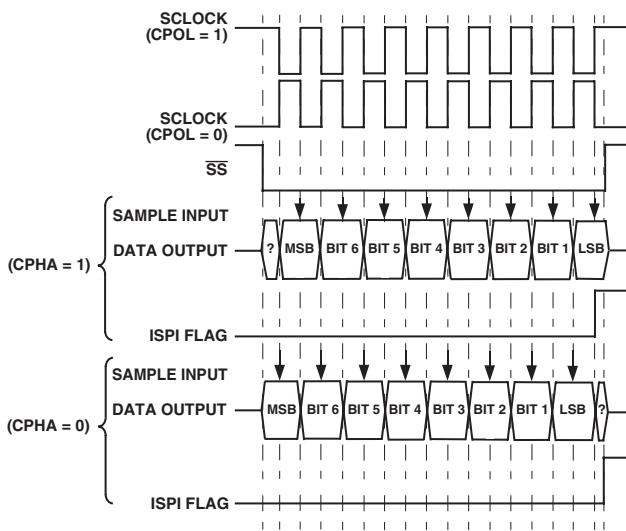 SCLOCK
(CPOL = 1)
SCLOCK
(CPOL = 0)
SS
(CPHA = 1)
SAMPLE INPUT
DATA OUTPUT
? MSB BIT 6 BIT 5 BIT 4 BIT 3 BIT 2 BIT 1 LSB
ISPI FLAG
(CPHA = 0)
SAMPLE INPUT
DATA OUTPUT
MSB BIT 6 BIT 5 BIT 4 BIT 3 BIT 2 BIT 1 LSB ?
ISPI FLAG